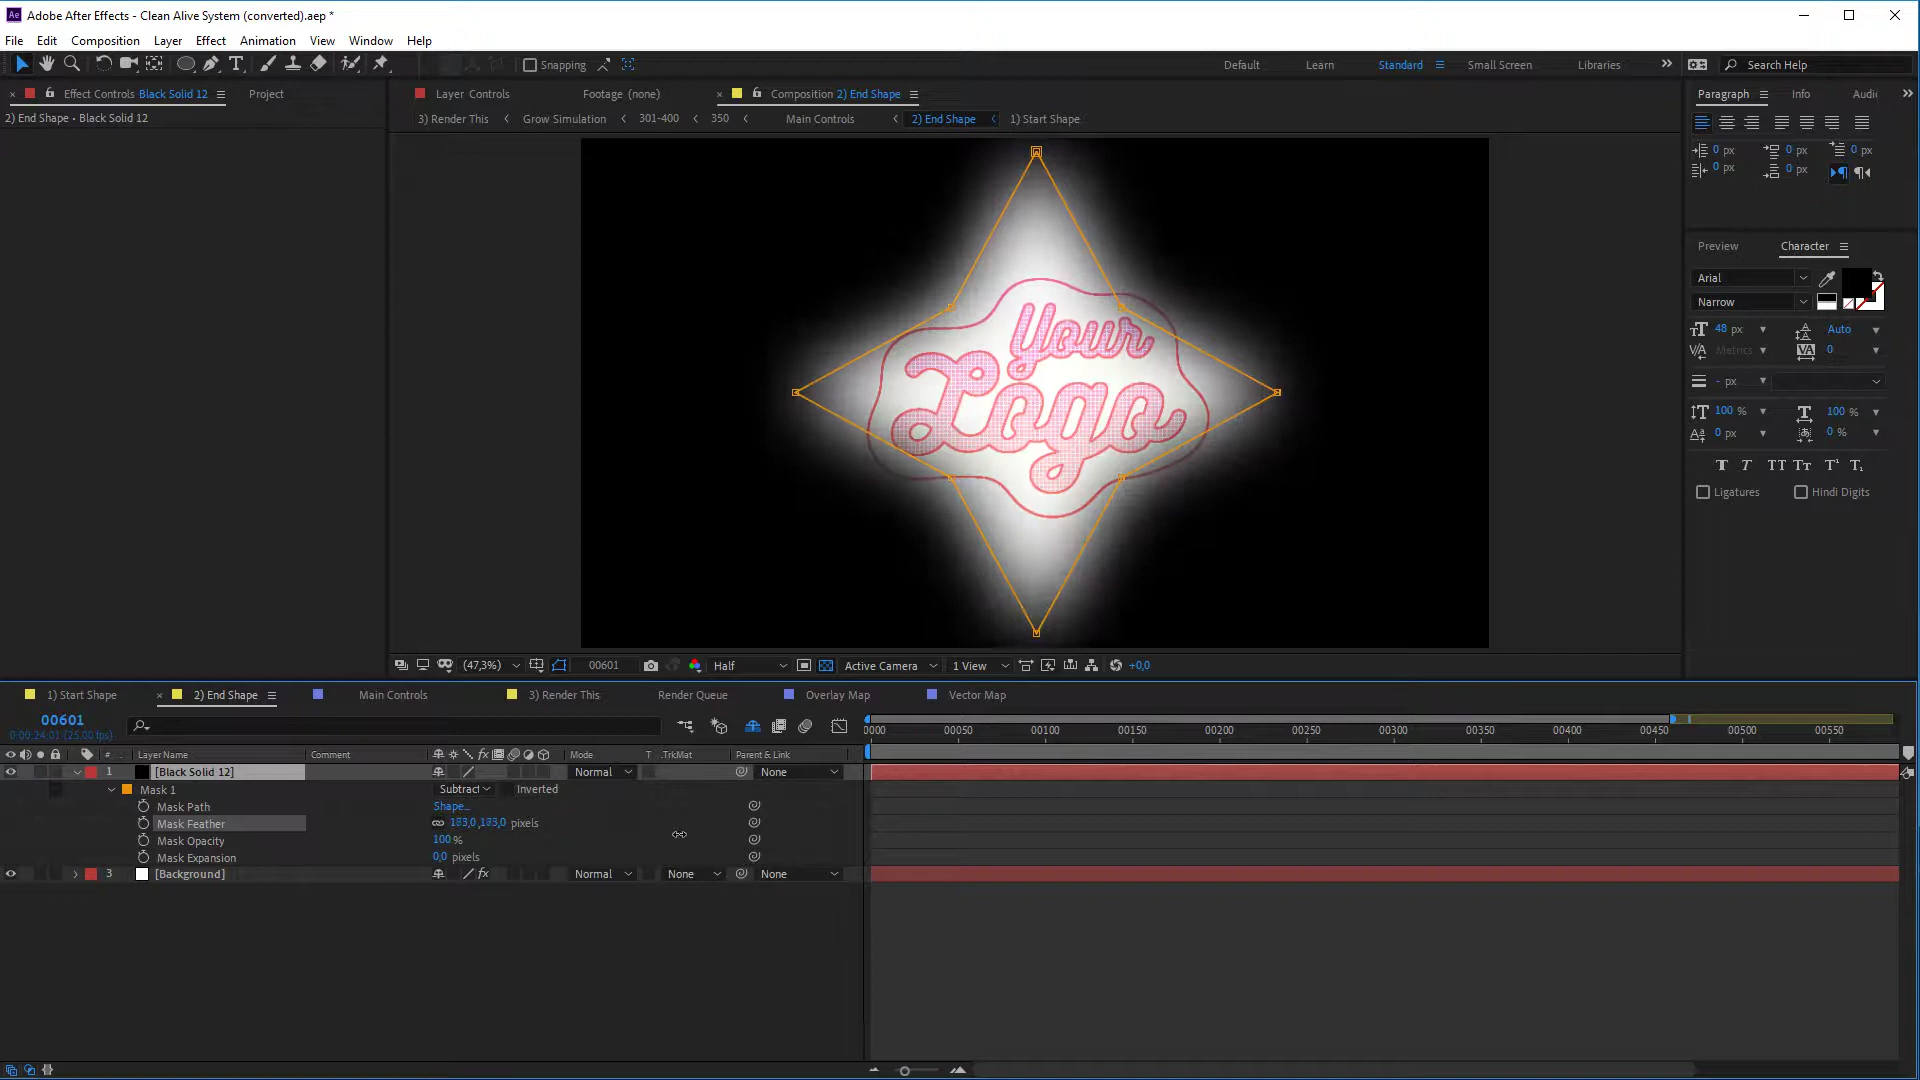 Adobe After Effects - Clean Alive System (converted).aep *
File Edit Composition Layer Effect Animation View Window Help
Snapping Default Learn Standard Small Screen Libraries Search Help
Effect Controls Black Solid 12 Project Layer Controls Footage (none) Composition 2) End Shape Paragraph Info Audi
2) End Shape • Black Solid 12 3) Render This Grow Simulation 301-400 350 Main Controls 2) End Shape 1) Start Shape
0 px 0 px 0 px
0 px 0 px
Preview Character
Arial
Narrow
48 px Auto
Metrics 0
- px
100 % 100 %
0 px 0 %
T T TT Tt T¹ T₁
Ligatures Hindi Digits
Your
Logo
(47,3%) 00601 Half Active Camera 1 View +0,0
1) Start Shape 2) End Shape Main Controls 3) Render This Render Queue Overlay Map Vector Map
00601
0:00:24:01 (25.00 fps)
0000 00050 00100 00150 00200 00250 00300 00350 00400 00450 00500 00550
# Layer Name Comment Mode T .TrkMat Parent & Link
1 [Black Solid 12] Normal None
Mask 1 Subtract Inverted
Mask Path Shape...
Mask Feather pixels
Mask Opacity 100 %
Mask Expansion 0,0 pixels
3 [Background] Normal None None